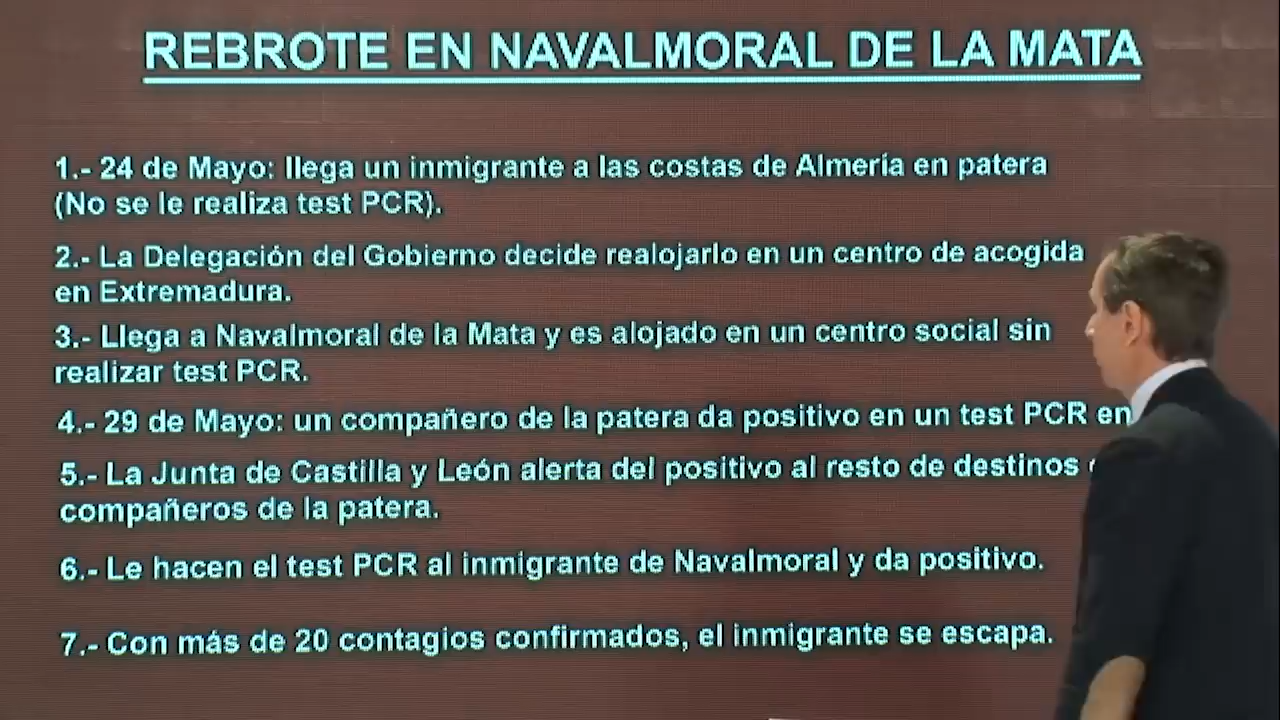 REBROTE EN NAVALMORAL DE LA MATA
1.- 24 de Mayo: llega un inmigrante a las costas de Almería en patera
(No se le realiza test PCR).
2.- La Delegación del Gobierno decide realojarlo en un centro de acogida
en Extremadura.
3.- Llega a Navalmoral de la Mata y es alojado en un centro social sin
realizar test PCR.
4.- 29 de Mayo: un compañero de la patera da positivo en un test PCR en
5.- La Junta de Castilla y León alerta del positivo al resto de destinos
compañeros de la patera.
6.- Le hacen el test PCR al inmigrante de Navalmoral y da positivo.
7.- Con más de 20 contagios confirmados, el inmigrante se escapa.